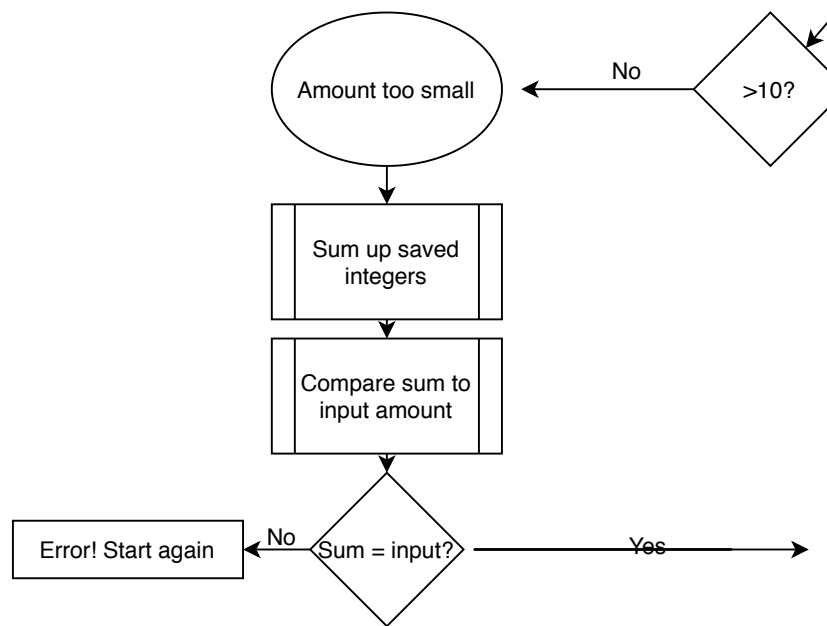 Amount too small
No
>10?
Sum up saved
integers
Compare sum to
input amount
Error! Start again
No
Sum = input?
Yes